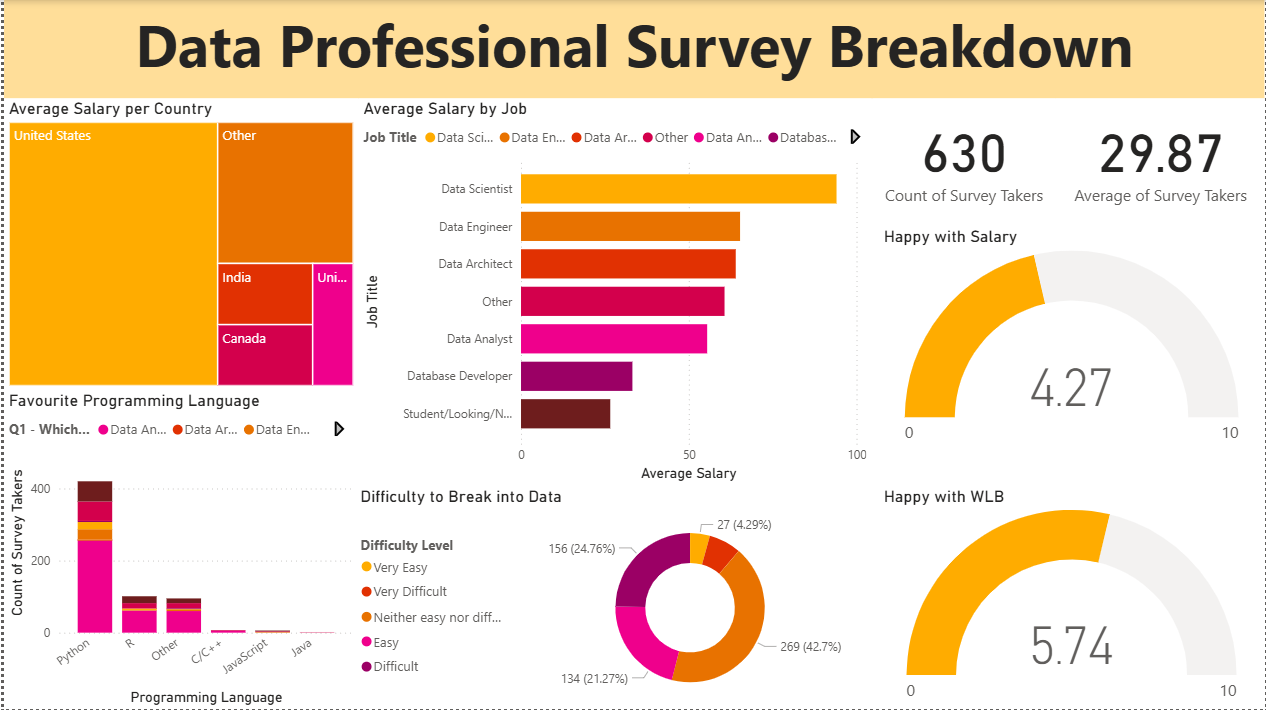 Data Professional Survey Breakdown
Average Salary per Country
United States
Other
India
Uni...
Canada
Average Salary by Job
Job Title Data Sci... Data En... Data Ar... Other Data An... Databas...
Job Title
Data Scientist
Data Engineer
Data Architect
Other
Data Analyst
Database Developer
Student/Looking/N...
0 50 100
Average Salary
630
Count of Survey Takers
29.87
Average of Survey Takers
Happy with Salary
4.27
0 10
Favourite Programming Language
Q1 - Which... Data An... Data Ar... Data En...
Count of Survey Takers
400
200
0
Python R Other C/C++ JavaScript Java
Programming Language
Difficulty to Break into Data
Difficulty Level
Very Easy
Very Difficult
Neither easy nor diff...
Easy
Difficult
27 (4.29%)
156 (24.76%)
269 (42.7%)
134 (21.27%)
Happy with WLB
5.74
0 10